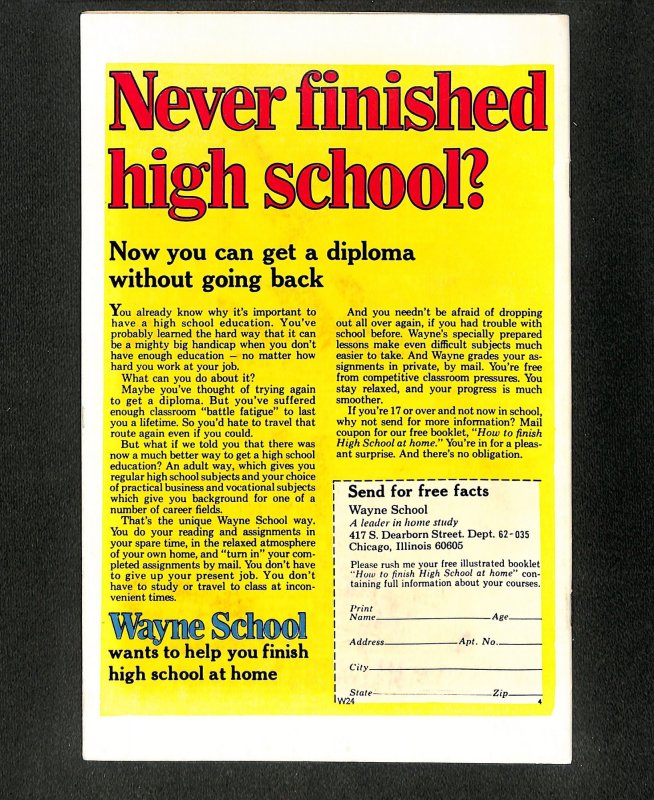 Never finished
high school?
Now you can get a diploma
without going back
You already know why it's important to
have a high school education. You've
probably learned the hard way that it can
be a mighty big handicap when you don't
have enough education – no matter how
hard you work at your job.
What can you do about it?
Maybe you've thought of trying again
to get a diploma. But you've suffered
enough classroom "battle fatigue" to last
you a lifetime. So you'd hate to travel that
route again even if you could.
But what if we told you that there was
now a much better way to get a high school
education? An adult way, which gives you
regular high school subjects and your choice
of practical business and vocational subjects
which give you background for one of a
number of career fields.
That's the unique Wayne School way.
You do your reading and assignments in
your spare time, in the relaxed atmosphere
of your own home, and "turn in" your com-
pleted assignments by mail. You don't have
to give up your present job. You don't
have to study or travel to class at incon-
venient times.
Wayne School
wants to help you finish
high school at home
And you needn't be afraid of dropping
out all over again, if you had trouble with
school before. Wayne's specially prepared
lessons make even difficult subjects much
easier to take. And Wayne grades your as-
signments in private, by mail. You're free
from competitive classroom pressures. You
stay relaxed, and your progress is much
smoother.
If you're 17 or over and not now in school,
why not send for more information? Mail
coupon for our free booklet, "How to finish
High School at home." You're in for a pleas-
ant surprise. And there's no obligation.
Send for free facts
Wayne School
A leader in home study
417 S. Dearborn Street. Dept. 62-035
Chicago, Illinois 60605
Please rush me your free illustrated booklet
"How to finish High School at home" con-
taining full information about your courses.
Print
Name Age
Address Apt. No.
City
State Zip
W24 4